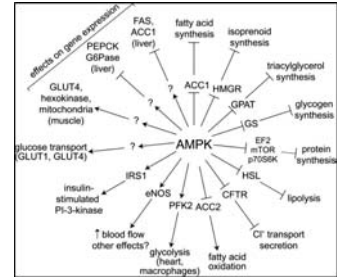 effects on gene expression
FAS,
ACC1
(liver)
fatty acid
synthesis
isoprenoid
synthesis
PEPCK
G6Pase
(liver)
ACC1
HMGR
triacylglycerol
synthesis
GLUT4,
hexokinase,
mitochondria
(muscle)
?
?
?
GPAT
glycogen
synthesis
GS
glucose transport
(GLUT1, GLUT4)
?
AMPK
EF2
mTOR
p70S6K
protein
synthesis
insulin-
stimulated
PI-3-kinase
IRS1
HSL
lipolysis
eNOS
PFK2
ACC2
CFTR
Cl⁻ transport
secretion
↑ blood flow
other effects?
glycolysis
(heart,
macrophages)
fatty acid
oxidation